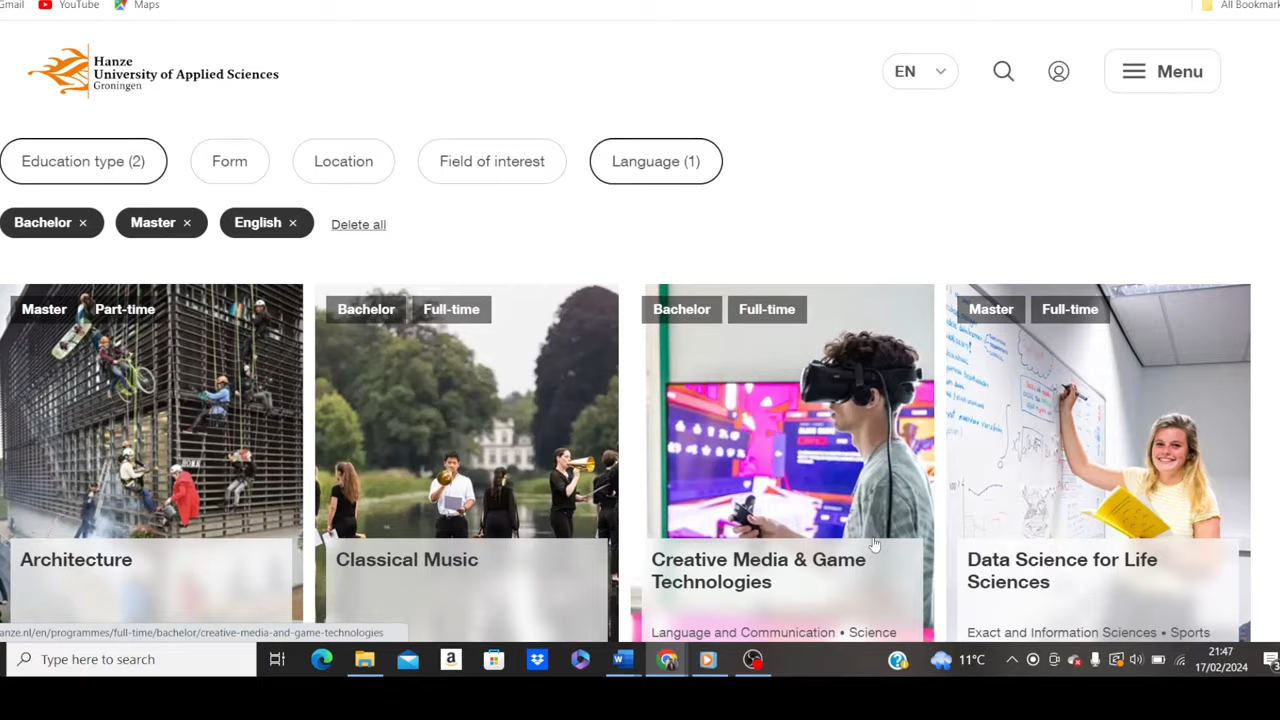 Gmail
YouTube
Maps
All Bookmark
Hanze
University of Applied Sciences
Groningen
EN
Menu
Education type (2)
Form
Location
Field of interest
Language (1)
Bachelor ×
Master ×
English ×
Delete all
Master Part-time
Bachelor Full-time
Bachelor Full-time
Master Full-time
Architecture
Classical Music
Creative Media & Game
Technologies
Data Science for Life
Sciences
Language and Communication • Science
Exact and Information Sciences • Sports
anze.nl/en/programmes/full-time/bachelor/creative-media-and-game-technologies
Type here to search
11°C
21:47
17/02/2024